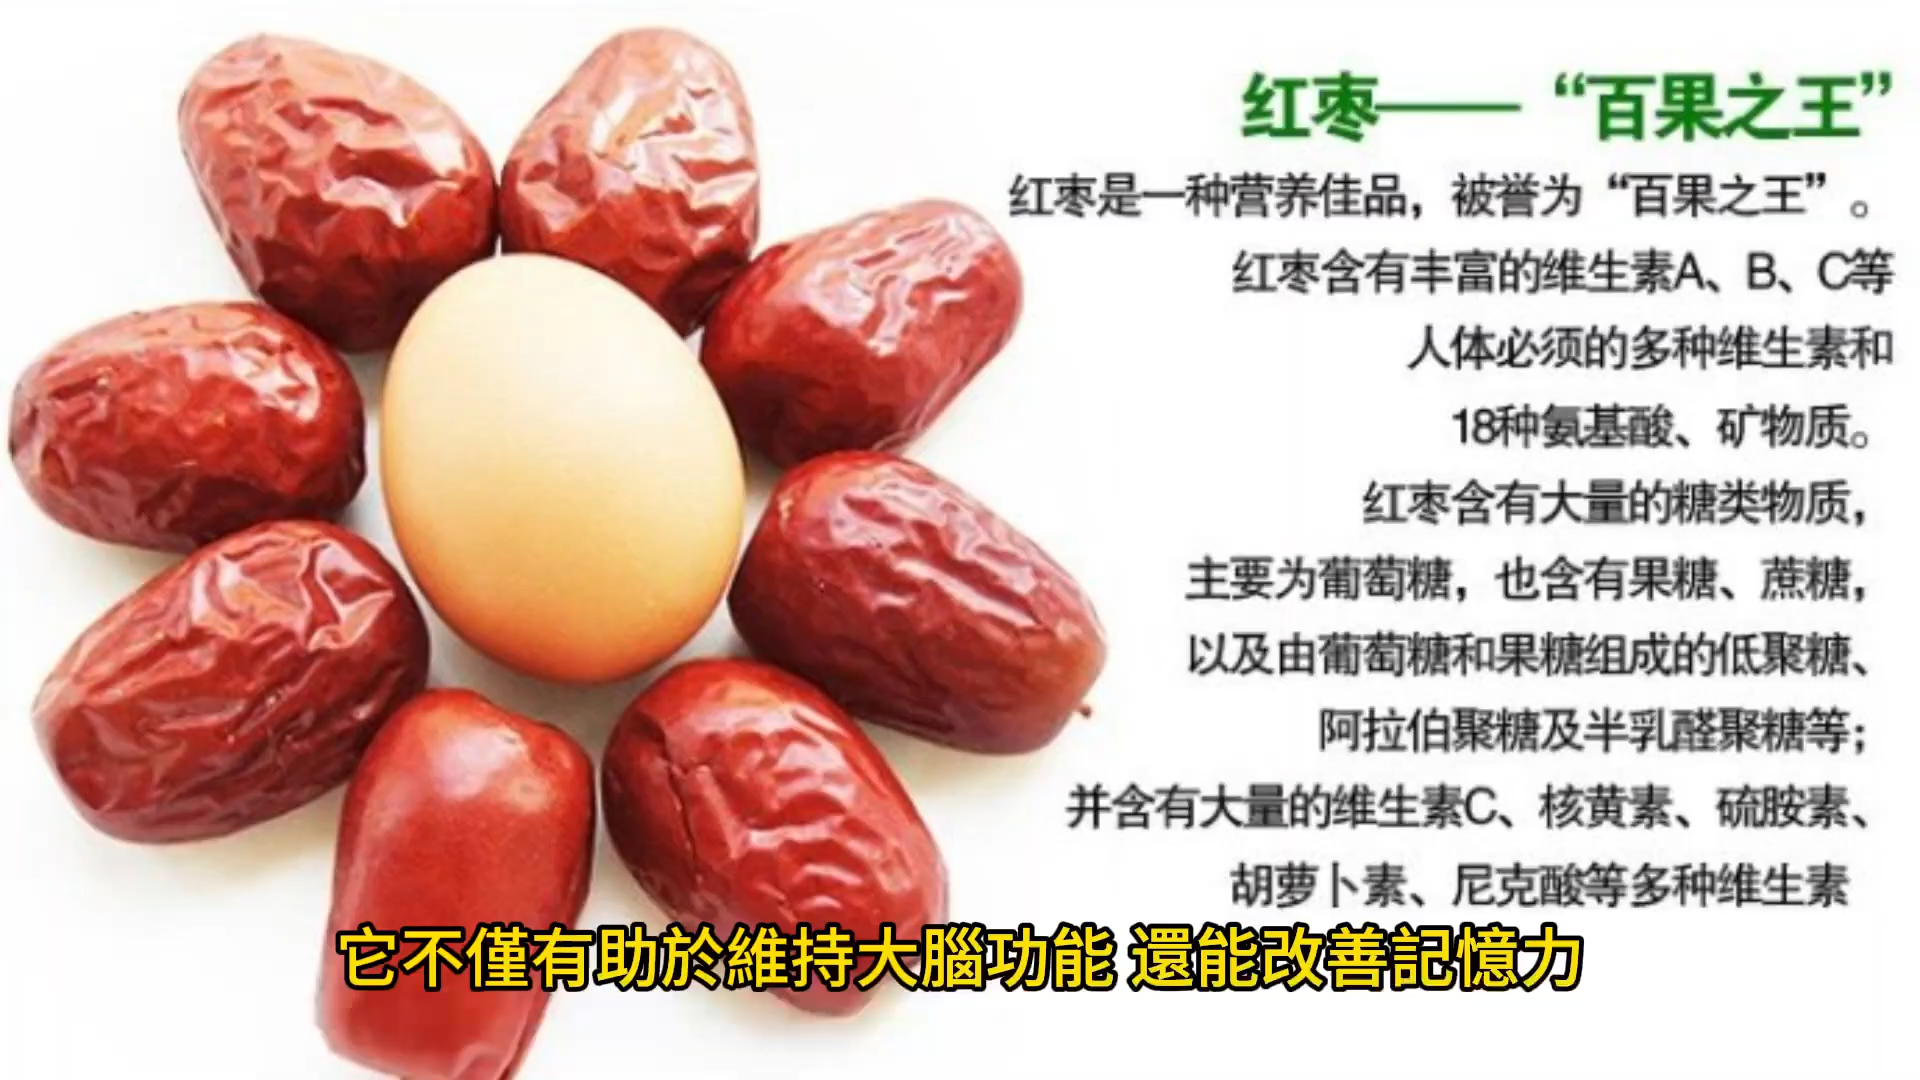 红枣——“百果之王”
红枣是一种营养佳品，被誉为“百果之王”。
红枣含有丰富的维生素A、B、C等
人体必须的多种维生素和
18种氨基酸、矿物质。
红枣含有大量的糖类物质，
主要为葡萄糖，也含有果糖、蔗糖，
以及由葡萄糖和果糖组成的低聚糖、
阿拉伯聚糖及半乳醛聚糖等；
并含有大量的维生素C、核黄素、硫胺素、
胡萝卜素、尼克酸等多种维生素
它不僅有助於維持大腦功能 還能改善記憶力